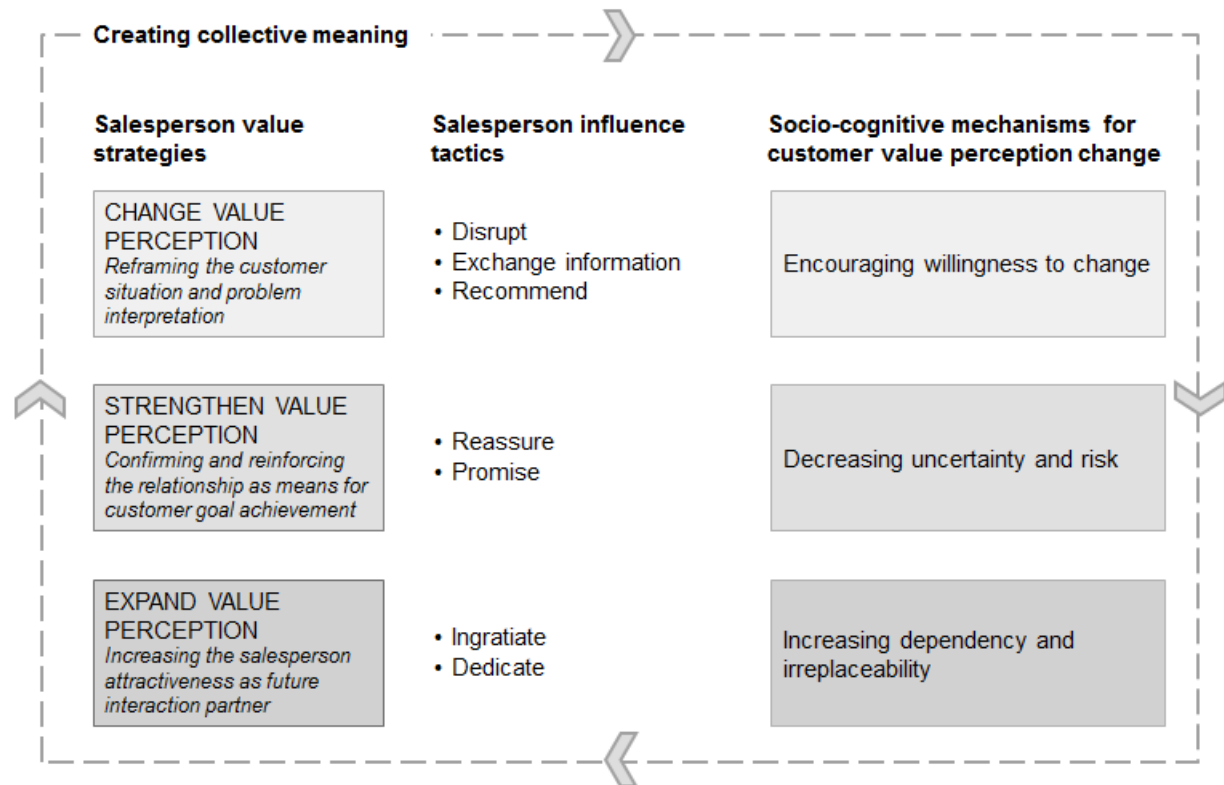 Creating collective meaning
Salesperson value
strategies
Salesperson influence
tactics
Socio-cognitive mechanisms for
customer value perception change
CHANGE VALUE
PERCEPTION
Reframing the customer
situation and problem
interpretation
• Disrupt
• Exchange information
• Recommend
Encouraging willingness to change
STRENGTHEN VALUE
PERCEPTION
Confirming and reinforcing
the relationship as means for
customer goal achievement
• Reassure
• Promise
Decreasing uncertainty and risk
EXPAND VALUE
PERCEPTION
Increasing the salesperson
attractiveness as future
interaction partner
• Ingratiate
• Dedicate
Increasing dependency and
irreplaceability